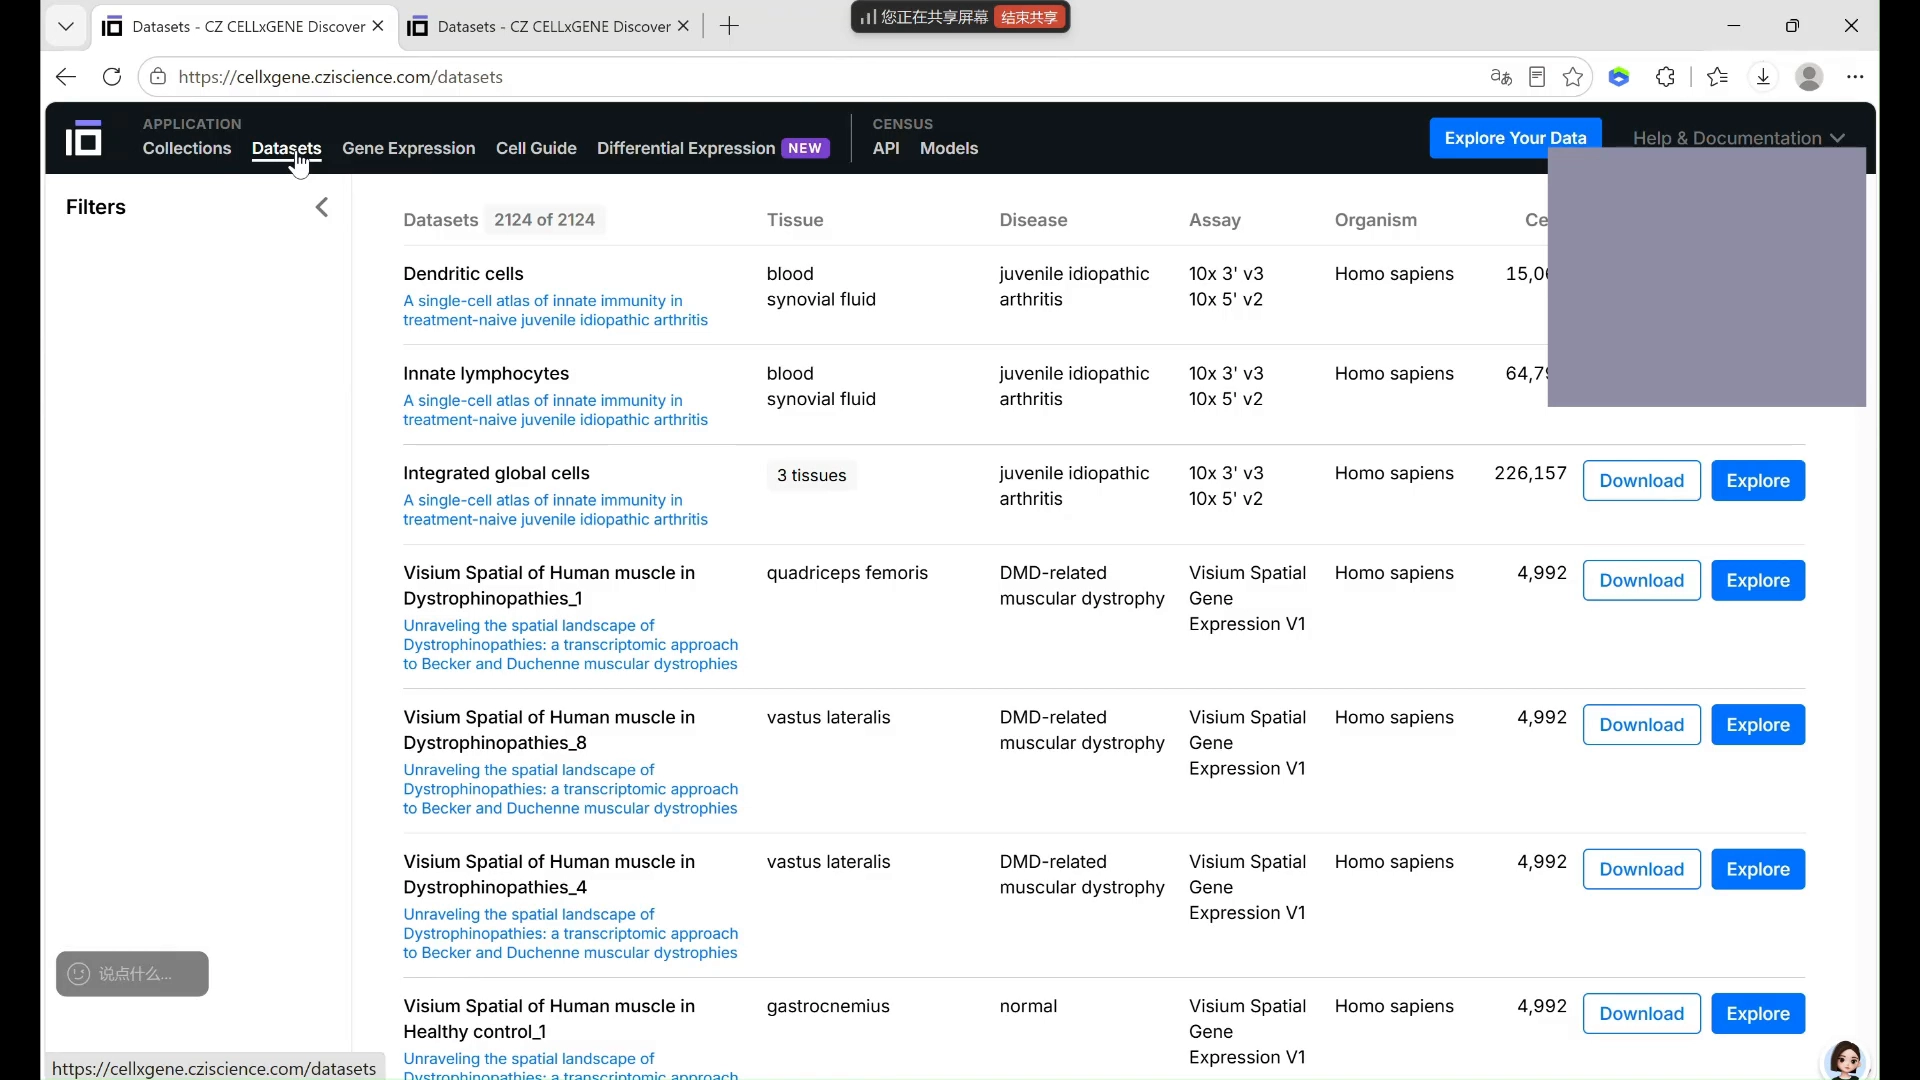 Datasets - CZ CELLxGENE Discover
Datasets - CZ CELLxGENE Discover
您正在共享屏幕 结束共享
https://cellxgene.cziscience.com/datasets
APPLICATION
Collections Datasets Gene Expression Cell Guide Differential Expression NEW
CENSUS
API Models
Explore Your Data
Help & Documentation
Filters
Datasets 2124 of 2124 Tissue Disease Assay Organism Ce
Dendritic cells
A single-cell atlas of innate immunity in
treatment-naive juvenile idiopathic arthritis
blood
synovial fluid
juvenile idiopathic
arthritis
10x 3' v3
10x 5' v2
Homo sapiens
15,0
Innate lymphocytes
A single-cell atlas of innate immunity in
treatment-naive juvenile idiopathic arthritis
blood
synovial fluid
juvenile idiopathic
arthritis
10x 3' v3
10x 5' v2
Homo sapiens
64,7
Integrated global cells
A single-cell atlas of innate immunity in
treatment-naive juvenile idiopathic arthritis
3 tissues
juvenile idiopathic
arthritis
10x 3' v3
10x 5' v2
Homo sapiens
226,157
Download Explore
Visium Spatial of Human muscle in
Dystrophinopathies_1
Unraveling the spatial landscape of
Dystrophinopathies: a transcriptomic approach
to Becker and Duchenne muscular dystrophies
quadriceps femoris
DMD-related
muscular dystrophy
Visium Spatial
Gene
Expression V1
Homo sapiens
4,992
Download Explore
Visium Spatial of Human muscle in
Dystrophinopathies_8
Unraveling the spatial landscape of
Dystrophinopathies: a transcriptomic approach
to Becker and Duchenne muscular dystrophies
vastus lateralis
DMD-related
muscular dystrophy
Visium Spatial
Gene
Expression V1
Homo sapiens
4,992
Download Explore
Visium Spatial of Human muscle in
Dystrophinopathies_4
Unraveling the spatial landscape of
Dystrophinopathies: a transcriptomic approach
to Becker and Duchenne muscular dystrophies
vastus lateralis
DMD-related
muscular dystrophy
Visium Spatial
Gene
Expression V1
Homo sapiens
4,992
Download Explore
Visium Spatial of Human muscle in
Healthy control_1
Unraveling the spatial landscape of
Dystrophinopathies: a transcriptomic approach
gastrocnemius
normal
Visium Spatial
Gene
Expression V1
Homo sapiens
4,992
Download Explore
说点什么...
https://cellxgene.cziscience.com/datasets